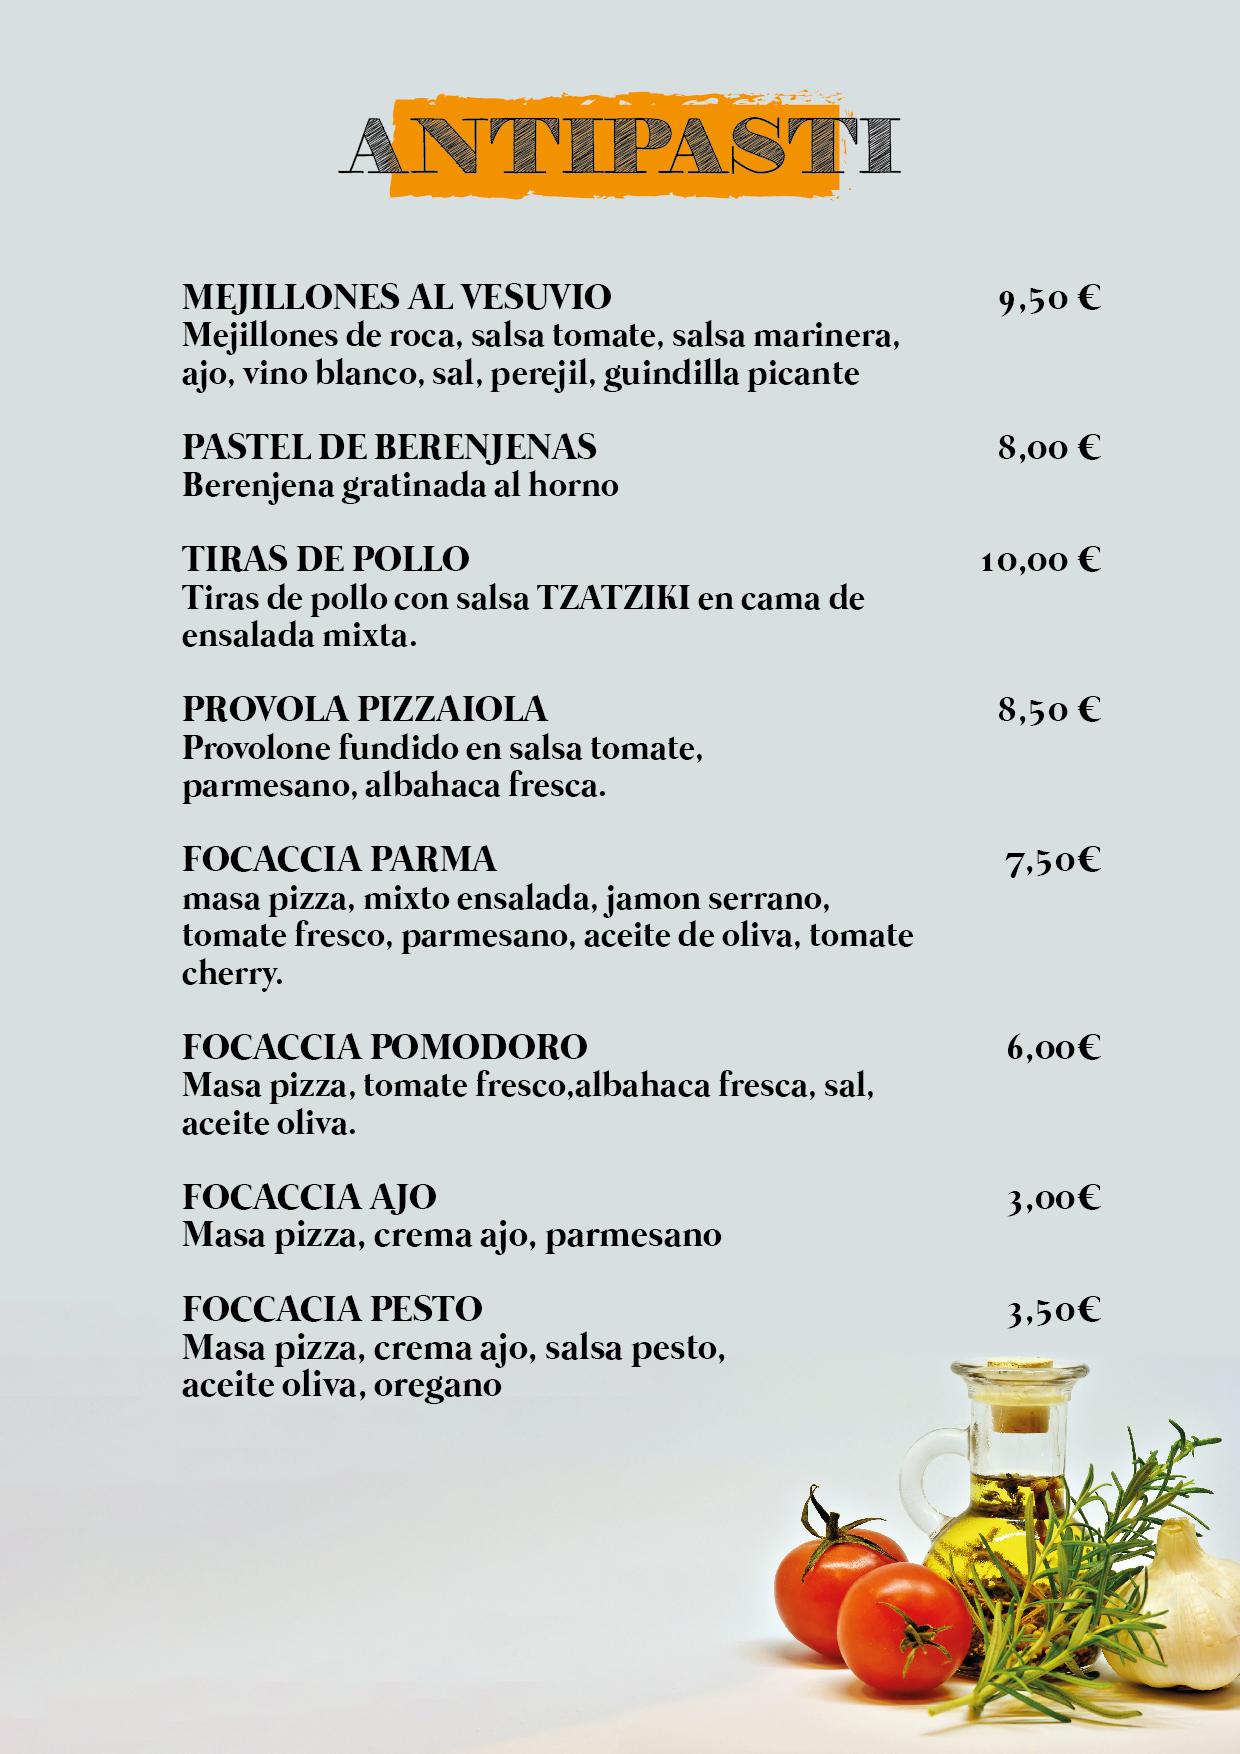 ANTIPASTI
MEJILLONES AL VESUVIO 9,50 €
Mejillones de roca, salsa tomate, salsa marinera,
ajo, vino blanco, sal, perejil, guindilla picante
PASTEL DE BERENJENAS 8,00 €
Berenjena gratinada al horno
TIRAS DE POLLO 10,00 €
Tiras de pollo con salsa TZATZIKI en cama de
ensalada mixta.
PROVOLA PIZZAIOLA 8,50 €
Provolone fundido en salsa tomate,
parmesano, albahaca fresca.
FOCACCIA PARMA 7,50€
masa pizza, mixto ensalada, jamon serrano,
tomate fresco, parmesano, aceite de oliva, tomate
cherry.
FOCACCIA POMODORO 6,00€
Masa pizza, tomate fresco,albahaca fresca, sal,
aceite oliva.
FOCACCIA AJO 3,00€
Masa pizza, crema ajo, parmesano
FOCCACIA PESTO 3,50€
Masa pizza, crema ajo, salsa pesto,
aceite oliva, oregano